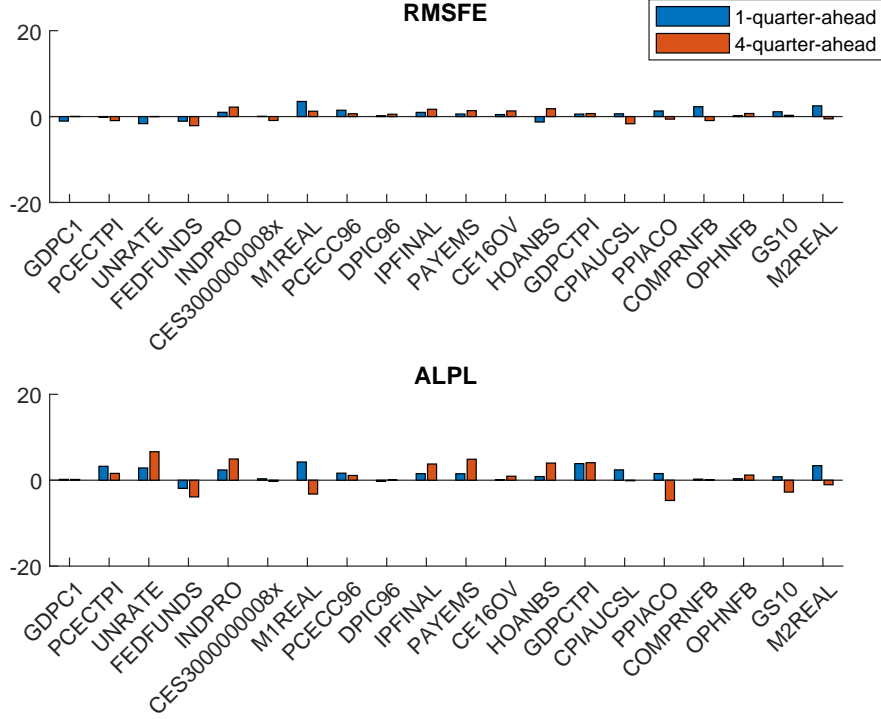 RMSFE
1-quarter-ahead
4-quarter-ahead
20
0
-20
GDPC1
PCECTPI
UNRATE
FEDFUNDS
INDPRO
CES3000000008x
M1REAL
PCECC96
DPIC96
IPFINAL
PAYEMS
CE16OV
HOANBS
GDPCTPI
CPIAUCSL
PPIACO
COMPRNFB
OPHNFB
GS10
M2REAL
ALPL
20
0
-20
GDPC1
PCECTPI
UNRATE
FEDFUNDS
INDPRO
CES3000000008x
M1REAL
PCECC96
DPIC96
IPFINAL
PAYEMS
CE16OV
HOANBS
GDPCTPI
CPIAUCSL
PPIACO
COMPRNFB
OPHNFB
GS10
M2REAL